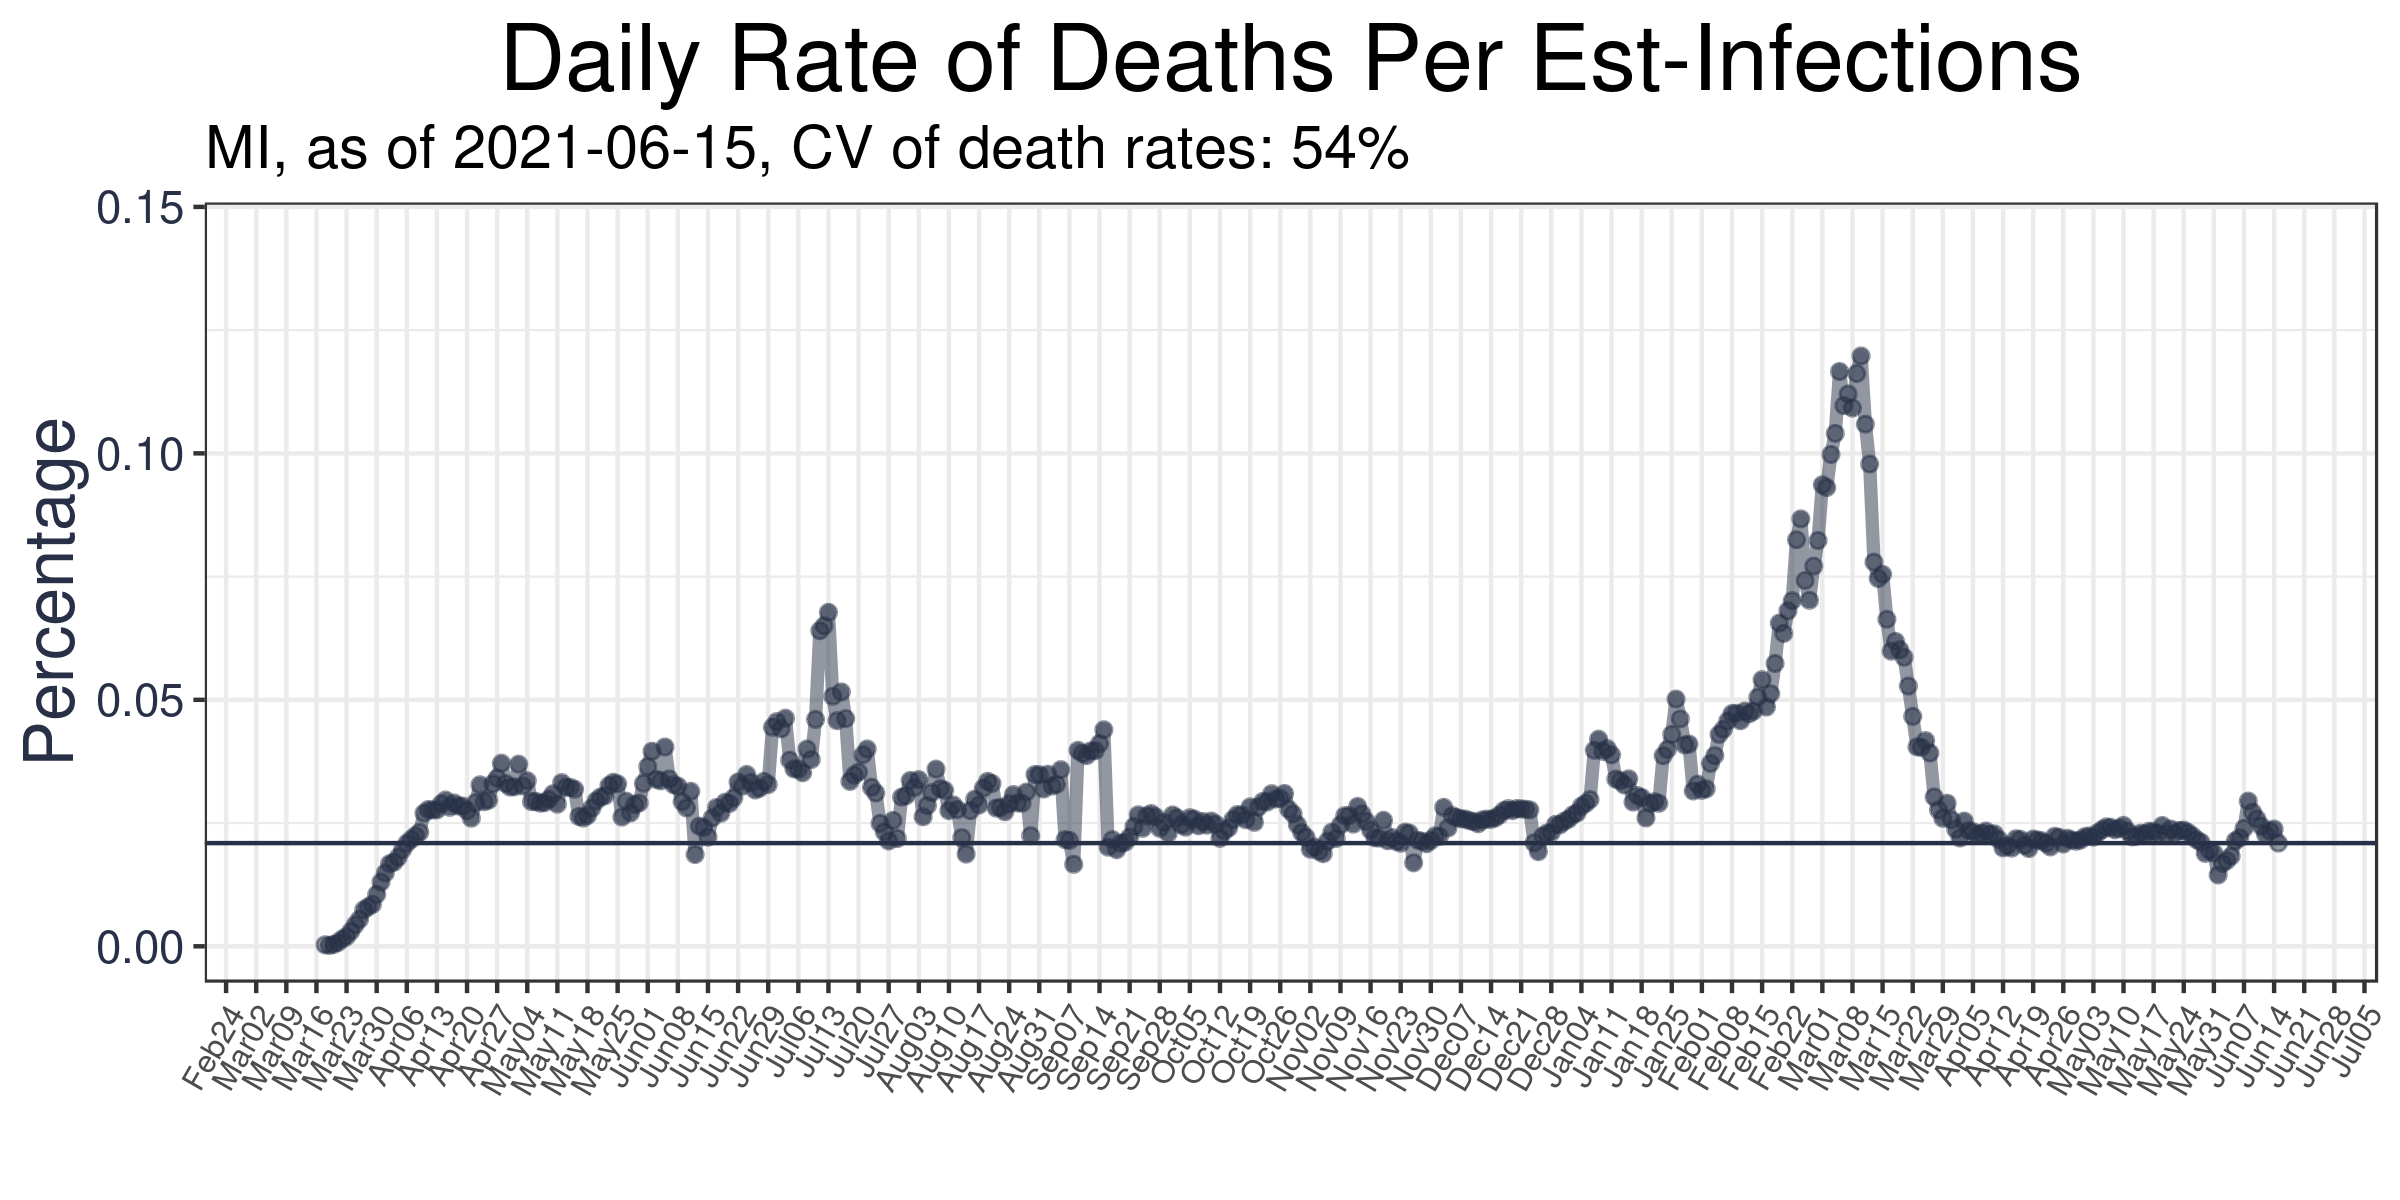 Daily Rate of Deaths Per Est-Infections
MI, as of 2021-06-15, CV of death rates: 54%
Percentage
0.15
0.10
0.05
0.00
Feb24
Mar02
Mar09
Mar16
Mar23
Mar30
Apr06
Apr13
Apr20
Apr27
May04
May11
May18
May25
Jun01
Jun08
Jun15
Jun22
Jun29
Jul06
Jul13
Jul20
Jul27
Aug03
Aug10
Aug17
Aug24
Aug31
Sep07
Sep14
Sep21
Sep28
Oct05
Oct12
Oct19
Oct26
Nov02
Nov09
Nov16
Nov23
Nov30
Dec07
Dec14
Dec21
Dec28
Jan04
Jan11
Jan18
Jan25
Feb01
Feb08
Feb15
Feb22
Mar01
Mar08
Mar15
Mar22
Mar29
Apr05
Apr12
Apr19
Apr26
May03
May10
May17
May24
May31
Jun07
Jun14
Jun21
Jun28
Jul05